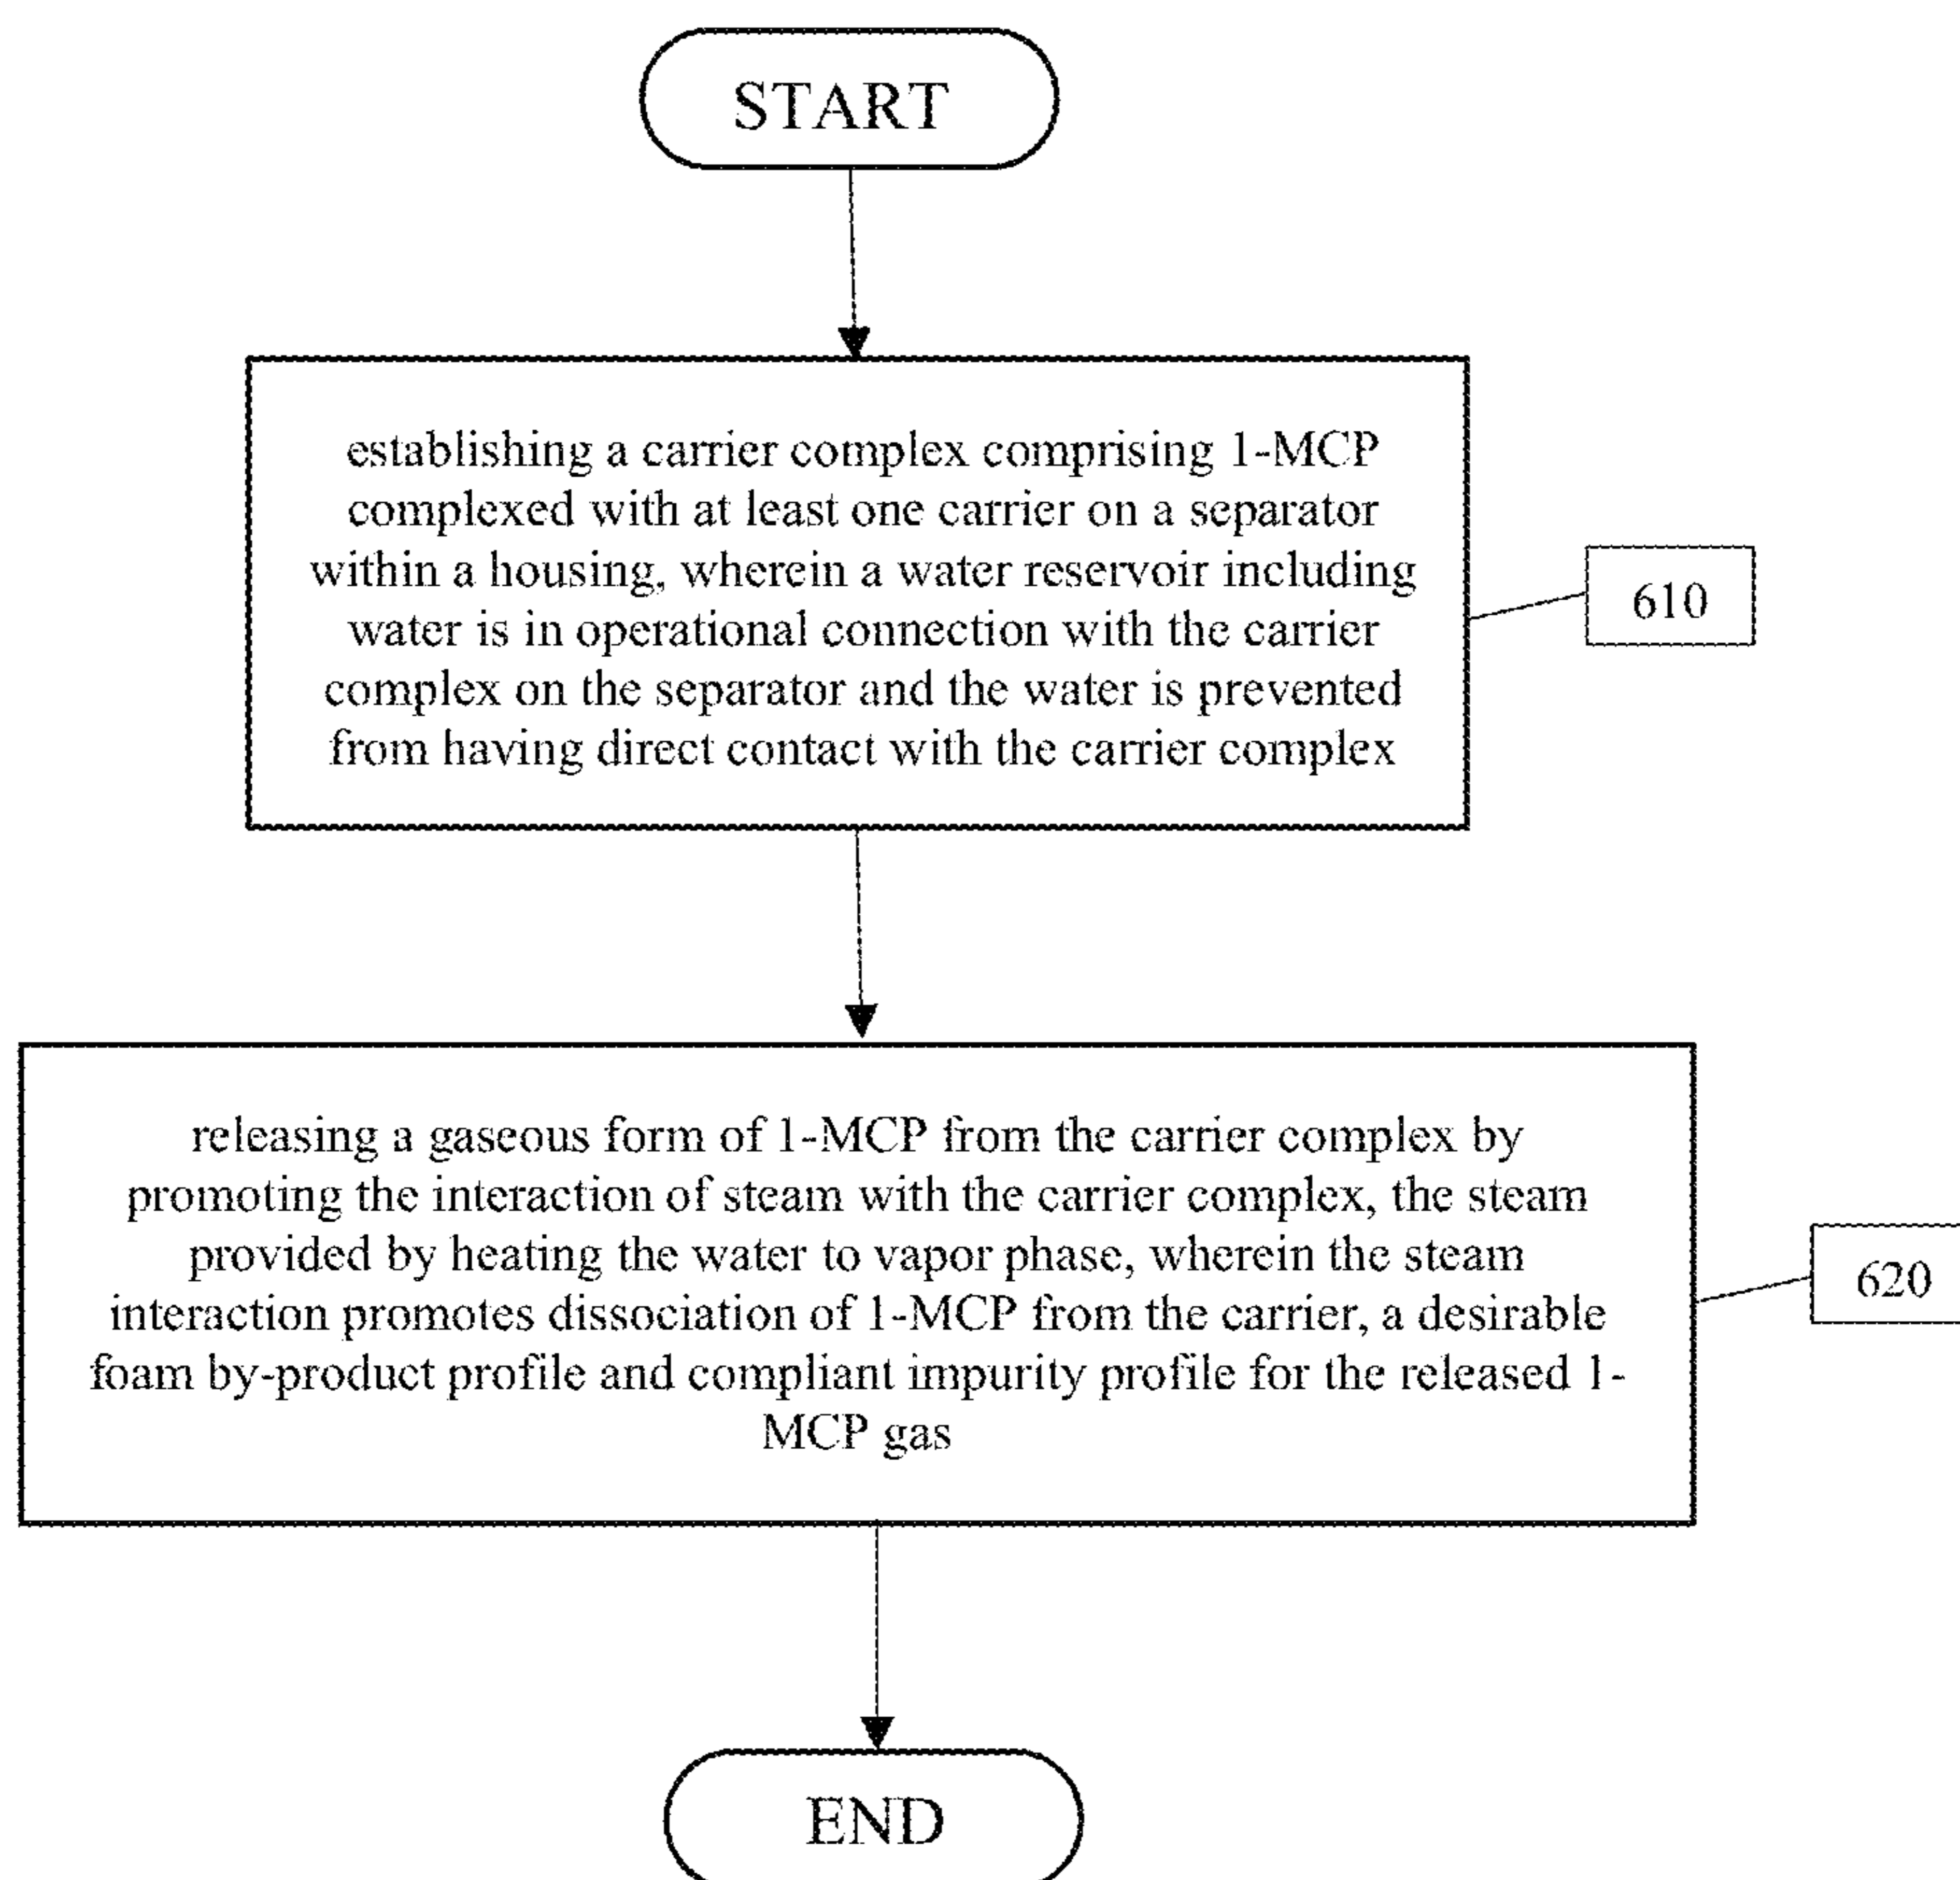 START
establishing a carrier complex comprising 1-MCP
complexed with at least one carrier on a separator
within a housing, wherein a water reservoir including
water is in operational connection with the carrier
complex on the separator and the water is prevented
from having direct contact with the carrier complex
610
releasing a gaseous form of 1-MCP from the carrier complex by
promoting the interaction of steam with the carrier complex, the steam
provided by heating the water to vapor phase, wherein the steam
interaction promotes dissociation of 1-MCP from the carrier, a desirable
foam by-product profile and compliant impurity profile for the released 1-
MCP gas
620
END